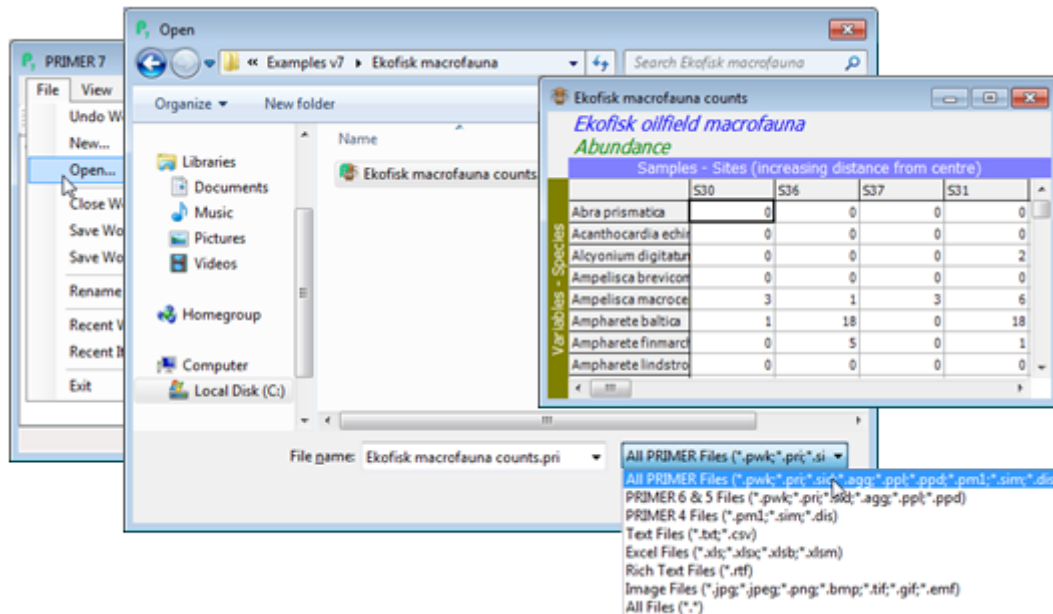 PRIMER 7
File View
Undo W
New...
Open...
Close W
Save Wo
Save Wo
Rename
Recent
Recent It
Exit
Open
« Examples v7 Ekofisk macrofauna
Search Ekofisk macrofauna
Organize New folder
Libraries
Documents
Music
Pictures
Videos
Homegroup
Computer
Local Disk (C:)
Name
Ekofisk macrofauna counts
File name: Ekofisk macrofauna counts.pri
All PRIMER Files (*.pwk;*.pri;*.si
All PRIMER Files (*.pwk;*.pri;*.sid;*.agg;*.ppl;*.ppd;*.pm1;*.sim;*.dis
PRIMER 6 & 5 Files (*.pwk;*.pri;*.sid;*.agg;*.ppl;*.ppd)
PRIMER 4 Files (*.pm1;*.sim;*.dis)
Text Files (*.txt;*.csv)
Excel Files (*.xls;*.xlsx;*.xlsb;*.xlsm)
Rich Text Files (*.rtf)
Image Files (*.jpg;*.jpeg;*.png;*.bmp;*.tif;*.gif;*.emf)
All Files (*.*)
Ekofisk macrofauna counts
Ekofisk oilfield macrofauna
Abundance
Samples - Sites (increasing distance from centre)
Variables - Species
S30 S36 S37 S31
Abra prismatica 0 0 0 0
Acanthocardia echin 0 0 0 0
Alcyonium digitatun 0 0 0 2
Ampelisca brevicon 0 0 0 0
Ampelisca macroce 3 1 3 6
Ampharete baltica 1 18 0 18
Ampharete finmarch 0 5 0 1
Ampharete lindstro 0 0 0 0